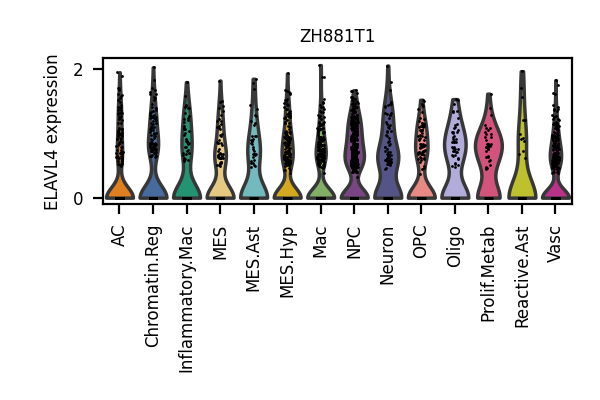 ZH881T1
ELAVL4 expression
2
0
AC
Chromatin.Reg
Inflammatory.Mac
MES
MES.Ast
MES.Hyp
Mac
NPC
Neuron
OPC
Oligo
Prolif.Metab
Reactive.Ast
Vasc